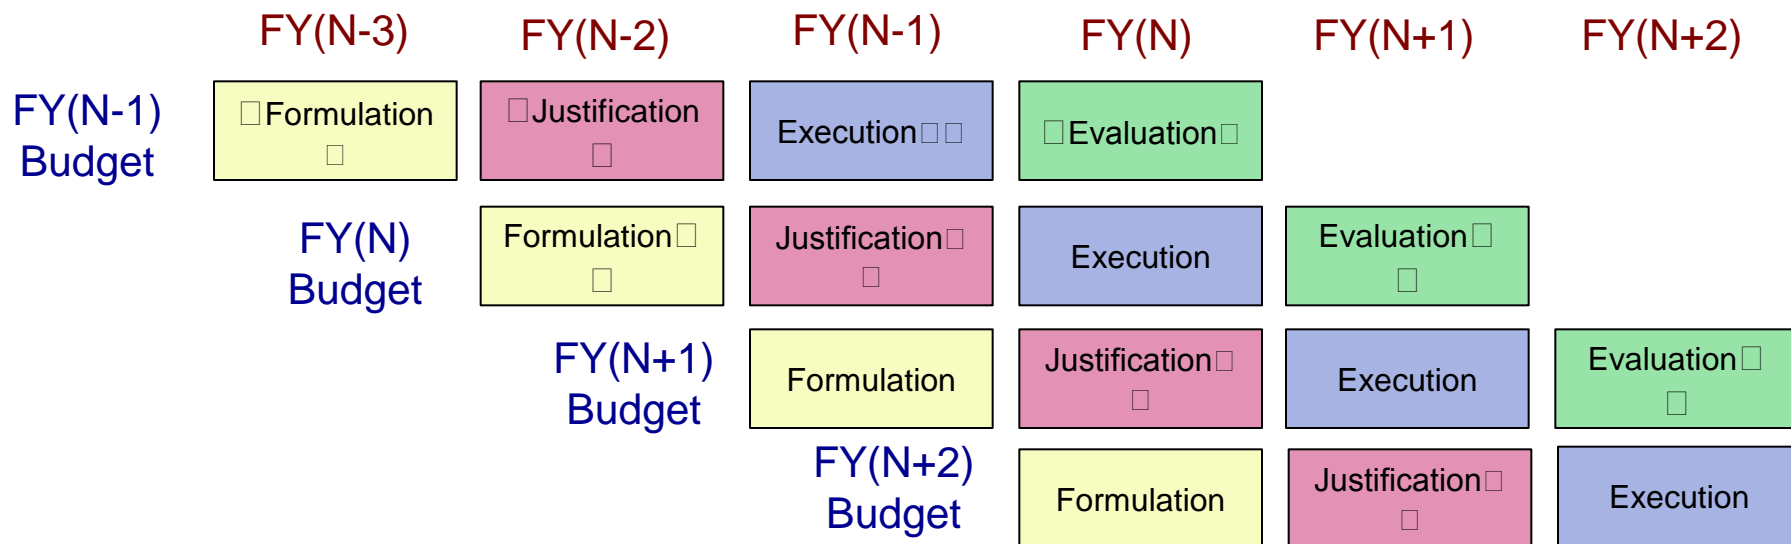 FY(N-3) FY(N-2) FY(N-1) FY(N) FY(N+1) FY(N+2)
FY(N-1)
Budget
□Formulation
□
□Justification
□
Execution□□
□Evaluation□
FY(N)
Budget
Formulation□
□
Justification□
□
Execution
Evaluation□
□
FY(N+1)
Budget
Formulation
Justification□
□
Execution
Evaluation□
□
FY(N+2)
Budget
Formulation
Justification□
□
Execution